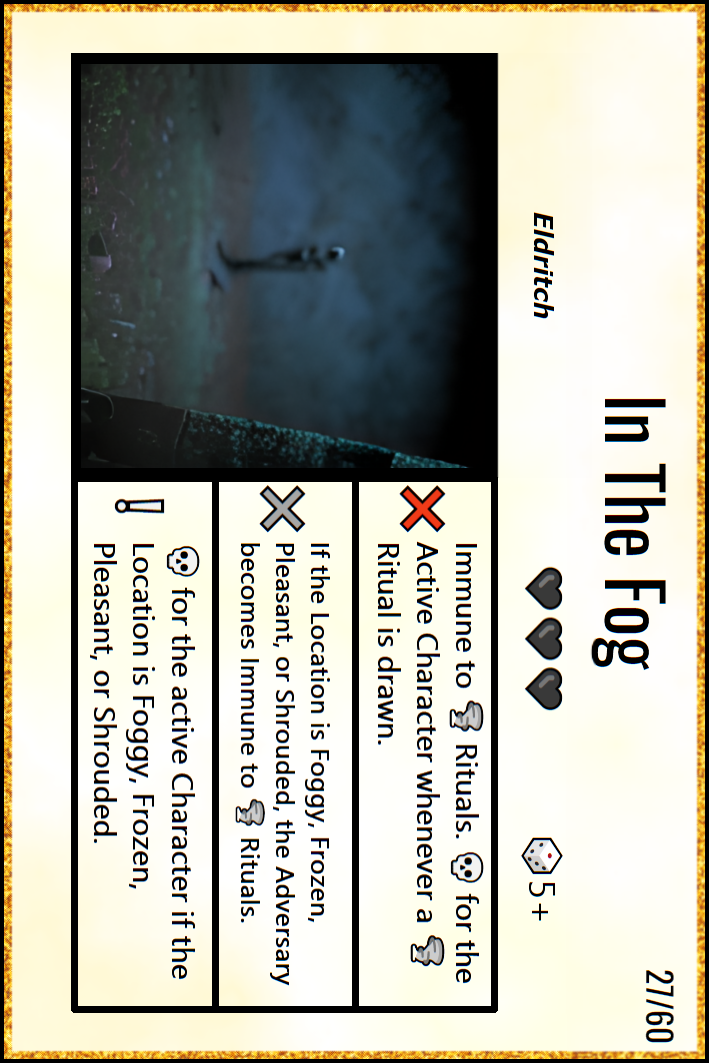 In The Fog
27/60
Eldritch
5+
Immune to Rituals. for the
Active Character whenever a
Ritual is drawn.
If the Location is Foggy, Frozen,
Pleasant, or Shrouded, the Adversary
becomes Immune to Rituals.
for the active Character if the
Location is Foggy, Frozen,
Pleasant, or Shrouded.